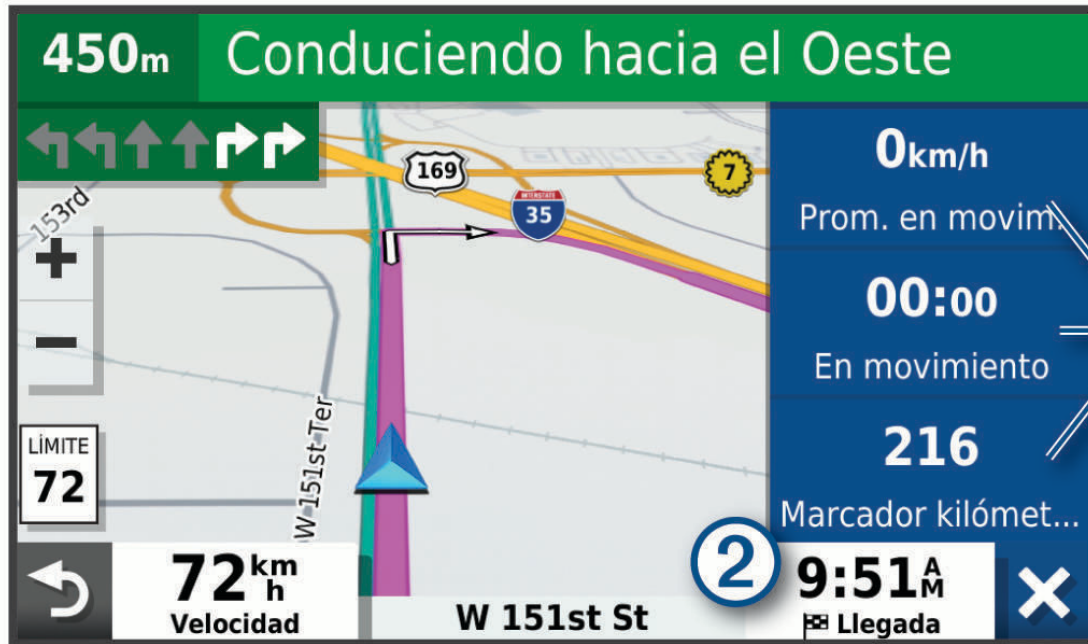 450m
Conduciendo hacia el Oeste
153rd
169
INTERSTATE
35
7
0km/h
Prom. en movim.
00:00
En movimiento
216
Marcador kilómet...
LÍMITE
72
W 151st Ter
72 km h
Velocidad
W 151st St
2
9:51 AM
Llegada